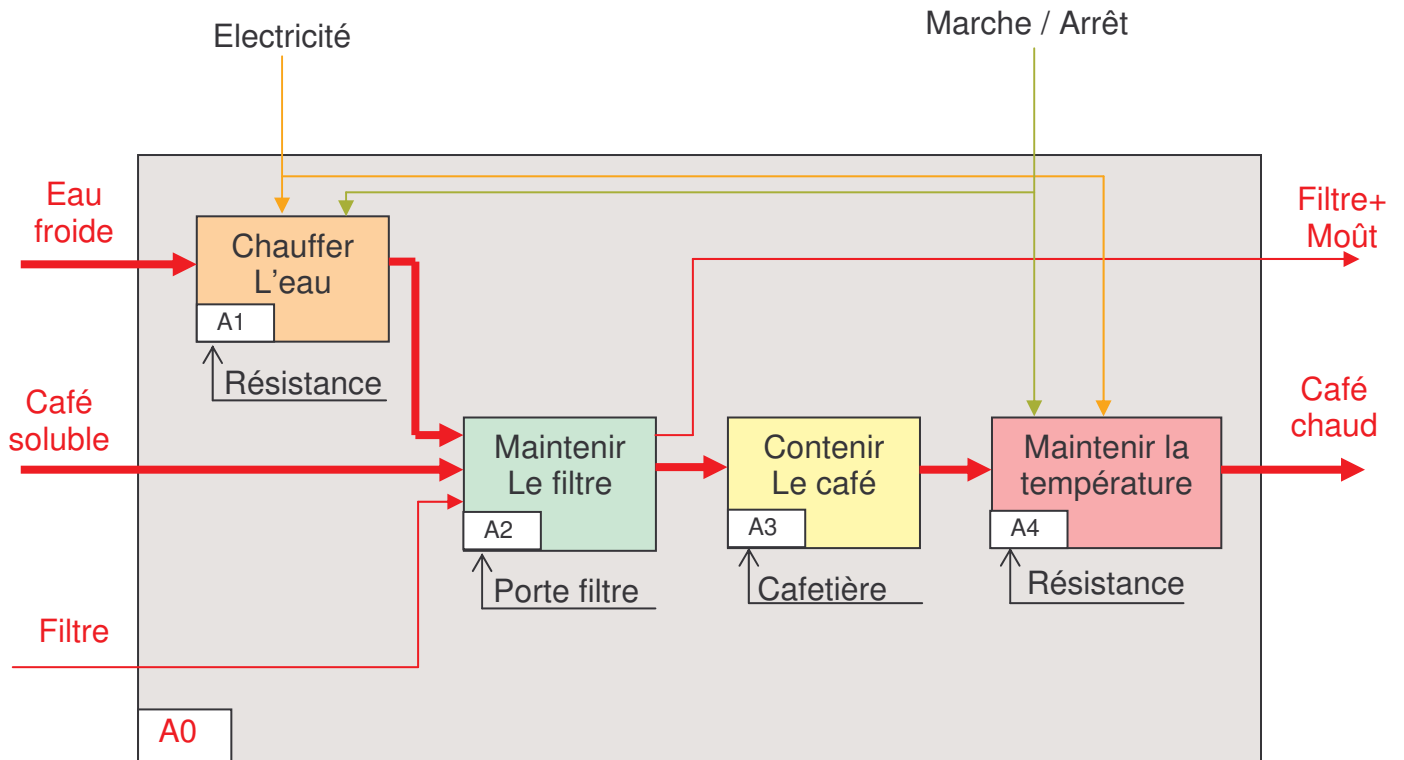 Electricité
Marche / Arrêt
Eau
froide
Filtre+
Moût
Chauffer
L'eau
A1
Résistance
Café
soluble
Café
chaud
Maintenir
Le filtre
A2
Porte filtre
Contenir
Le café
A3
Cafetière
Maintenir la
température
A4
Résistance
Filtre
A0